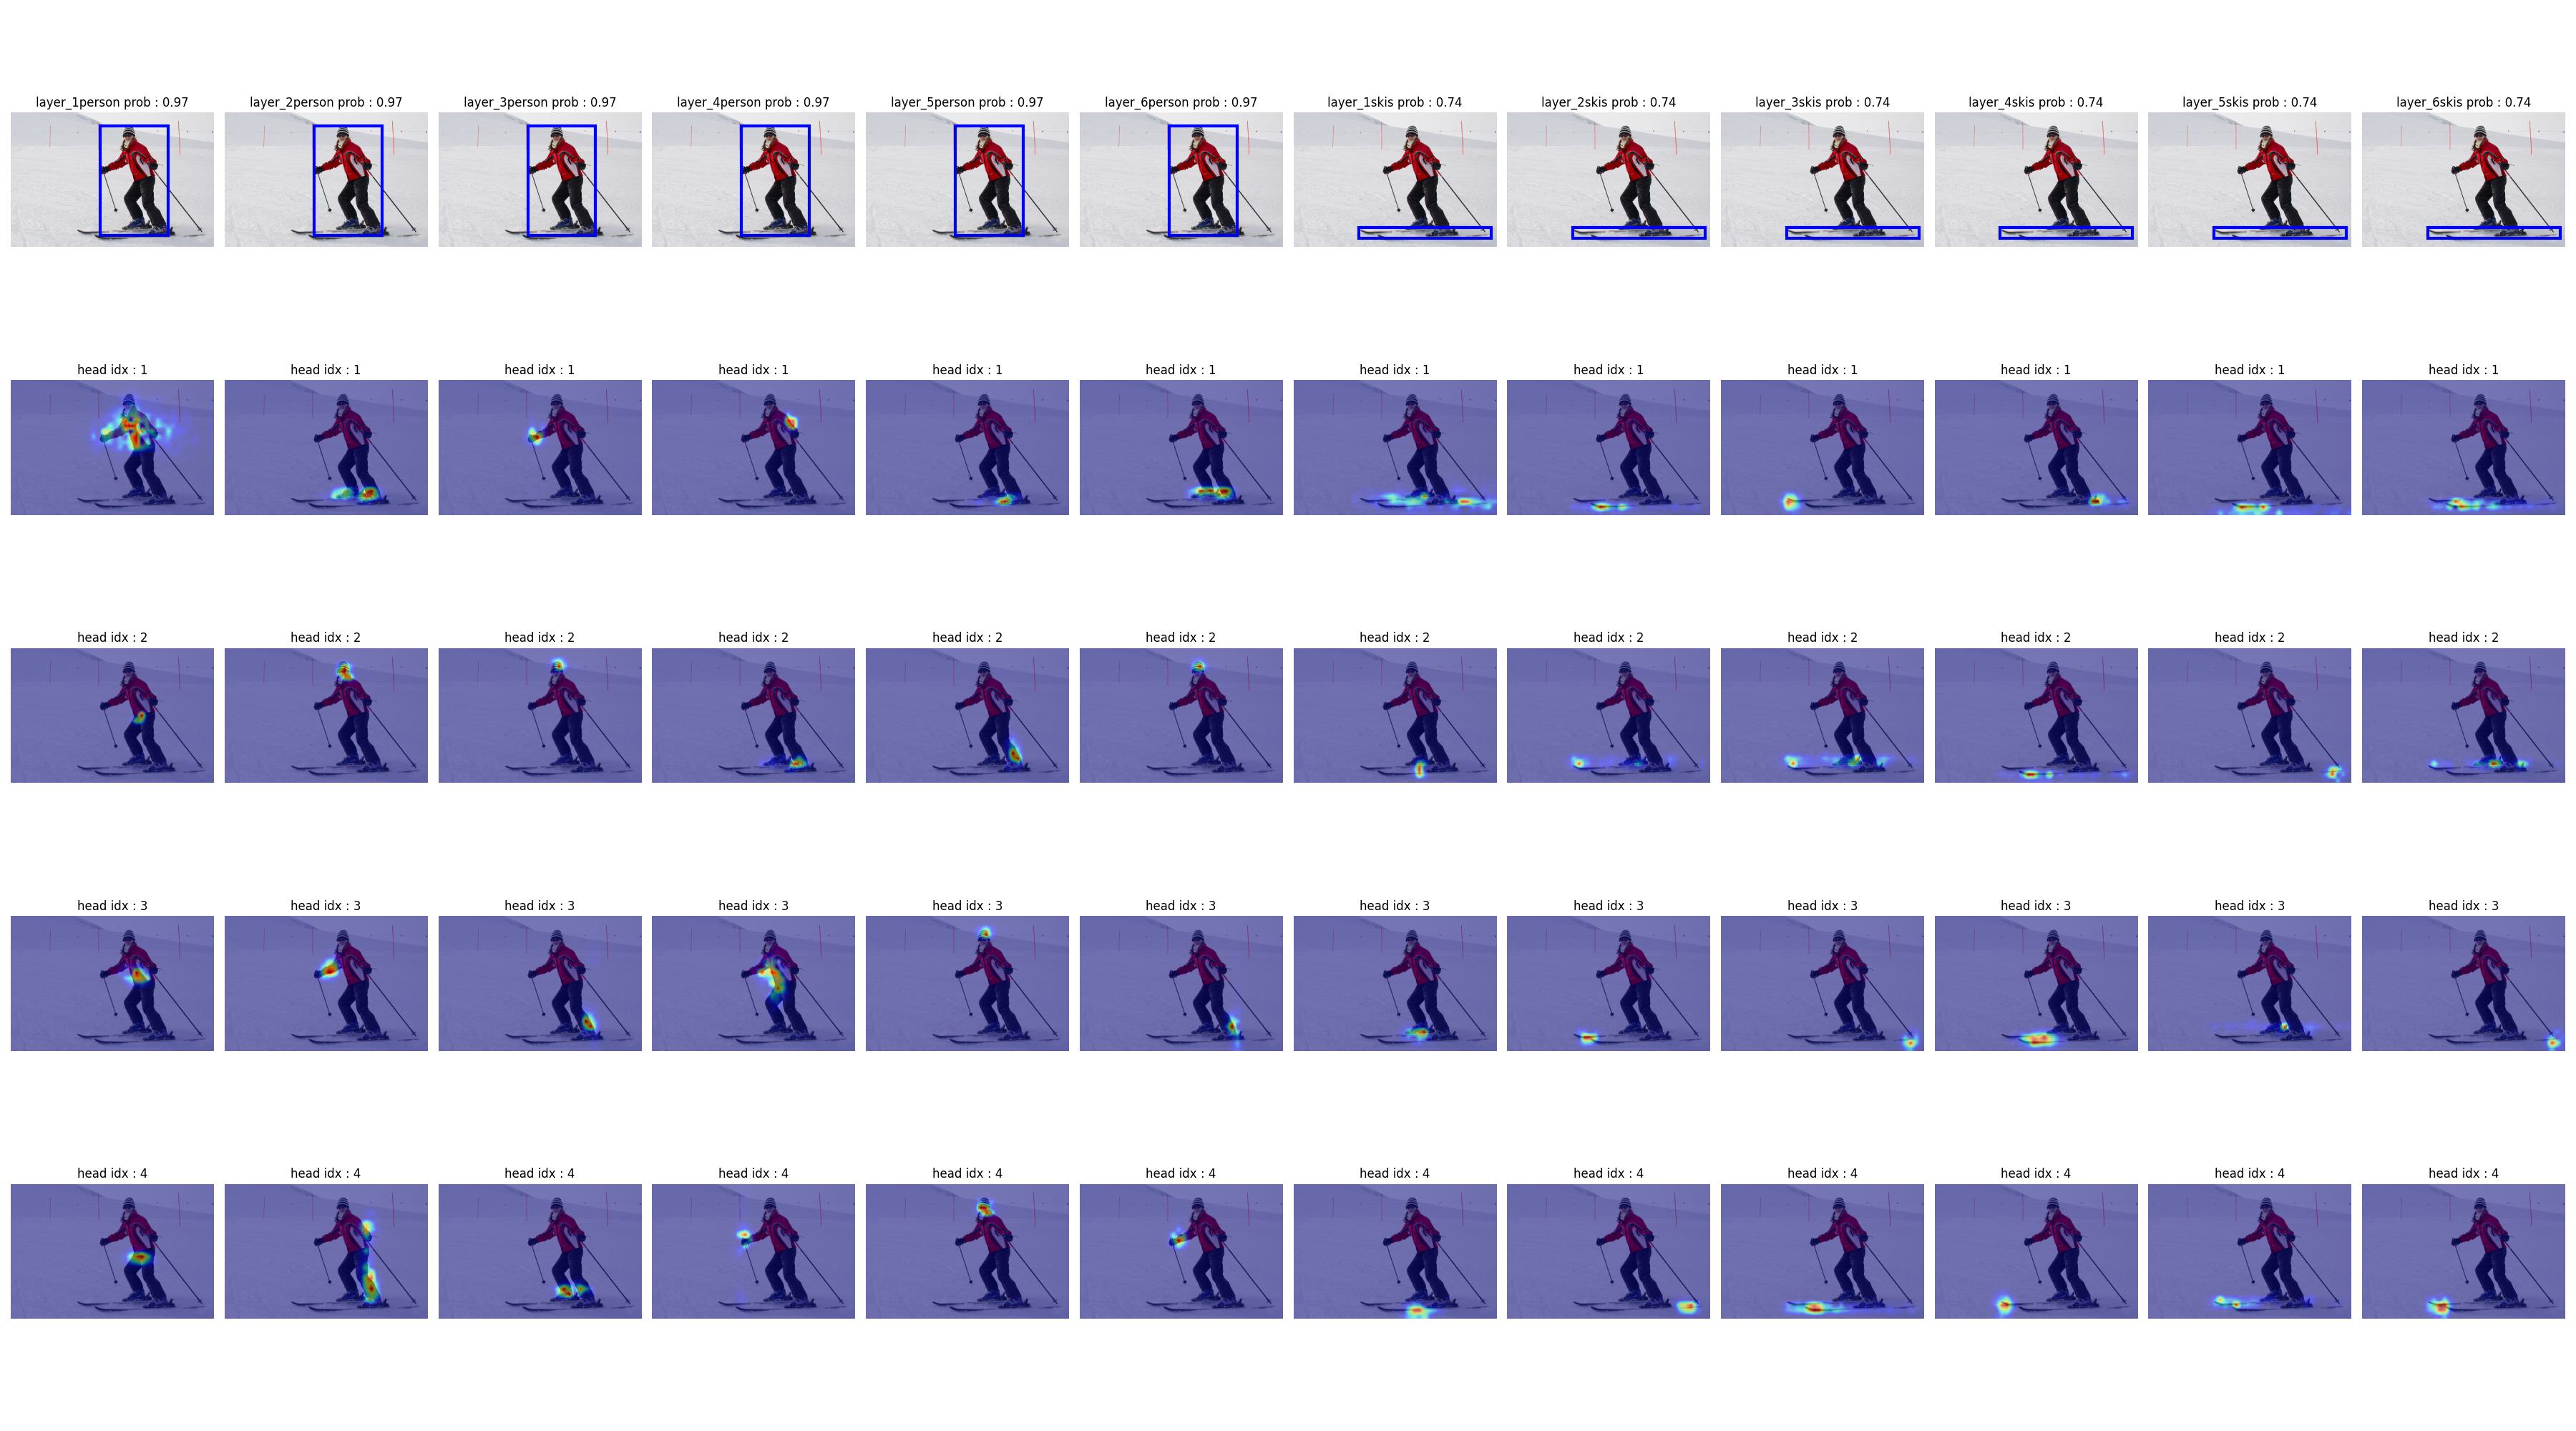 layer_1person prob : 0.97 layer_2person prob : 0.97 layer_3person prob : 0.97 layer_4person prob : 0.97 layer_5person prob : 0.97 layer_6person prob : 0.97 layer_1skis prob : 0.74 layer_2skis prob : 0.74 layer_3skis prob : 0.74 layer_4skis prob : 0.74 layer_5skis prob : 0.74 layer_6skis prob : 0.74
head idx : 1 head idx : 1 head idx : 1 head idx : 1 head idx : 1 head idx : 1 head idx : 1 head idx : 1 head idx : 1 head idx : 1 head idx : 1 head idx : 1
head idx : 2 head idx : 2 head idx : 2 head idx : 2 head idx : 2 head idx : 2 head idx : 2 head idx : 2 head idx : 2 head idx : 2 head idx : 2 head idx : 2
head idx : 3 head idx : 3 head idx : 3 head idx : 3 head idx : 3 head idx : 3 head idx : 3 head idx : 3 head idx : 3 head idx : 3 head idx : 3 head idx : 3
head idx : 4 head idx : 4 head idx : 4 head idx : 4 head idx : 4 head idx : 4 head idx : 4 head idx : 4 head idx : 4 head idx : 4 head idx : 4 head idx : 4